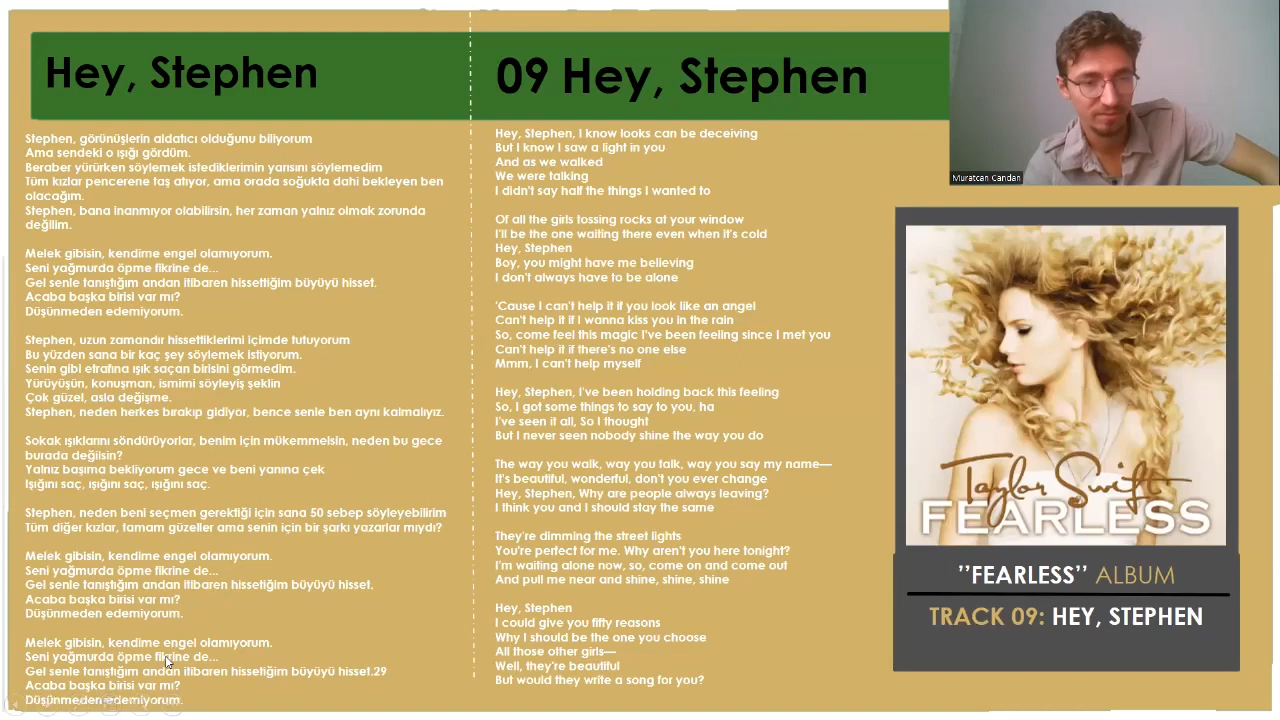 Hey, Stephen
Stephen, görünüşlerin aldatıcı olduğunu biliyorum
Ama sendeki o ışığı gördüm.
Beraber yürürken söylemek istediklerimin yarısını söylemedim
Tüm kızlar pencerene taş atıyor, ama orada soğukta dahi bekleyen ben
olacağım.
Stephen, bana inanmıyor olabilirsin, her zaman yalnız olmak zorunda
değilim.
Melek gibisin, kendime engel olamıyorum.
Seni yağmurda öpme fikrine de...
Gel senle tanıştığım andan itibaren hissettiğim büyüyü hisset.
Acaba başka birisi var mı?
Düşünmeden edemiyorum.
Stephen, uzun zamandır hissettiklerimi içimde tutuyorum
Bu yüzden sana bir kaç şey söylemek istiyorum.
Senin gibi etrafına ışık saçan birisini görmedim.
Yürüyüşün, konuşman, ismimi söyleyiş şeklin
Çok güzel, asla değişme.
Stephen, neden herkes bırakıp gidiyor, bence senle ben aynı kalmalıyız.
Sokak ışıklarını söndürüyorlar, benim için mükemmelsin, neden bu gece
burada değilsin?
Yalnız başıma bekliyorum gece ve beni yanına çek
Işığını saç, ışığını saç, ışığını saç.
Stephen, neden beni seçmen gerektiği için sana 50 sebep söyleyebilirim
Tüm diğer kızlar, tamam güzeller ama senin için bir şarkı yazarlar mıydı?
Melek gibisin, kendime engel olamıyorum.
Seni yağmurda öpme fikrine de...
Gel senle tanıştığım andan itibaren hissetiğim büyüyü hisset.
Acaba başka birisi var mı?
Düşünmeden edemiyorum.
Melek gibisin, kendime engel olamıyorum.
Seni yağmurda öpme fikrine de...
Gel senle tanıştığım andan itibaren hissetiğim büyüyü hisset.29
Acaba başka birisi var mı?
Düşünmeden edemiyorum.
09 Hey, Stephen
Hey, Stephen, I know looks can be deceiving
But I know I saw a light in you
And as we walked
We were talking
I didn't say half the things I wanted to
Of all the girls tossing rocks at your window
I'll be the one waiting there even when it's cold
Hey, Stephen
Boy, you might have me believing
I don't always have to be alone
'Cause I can't help it if you look like an angel
Can't help it if I wanna kiss you in the rain
So, come feel this magic I've been feeling since I met you
Can't help it if there's no one else
Mmm, I can't help myself
Hey, Stephen, I've been holding back this feeling
So, I got some things to say to you, ha
I've seen it all, So I thought
But I never seen nobody shine the way you do
The way you walk, way you talk, way you say my name—
It's beautiful, wonderful, don't you ever change
Hey, Stephen, Why are people always leaving?
I think you and I should stay the same
They're dimming the street lights
You're perfect for me. Why aren't you here tonight?
I'm waiting alone now, so, come on and come out
And pull me near and shine, shine, shine
Hey, Stephen
I could give you fifty reasons
Why I should be the one you choose
All those other girls—
Well, they're beautiful
But would they write a song for you?
Muratcan Candan
Taylor Swift
FEARLESS
''FEARLESS'' ALBUM
TRACK 09: HEY, STEPHEN